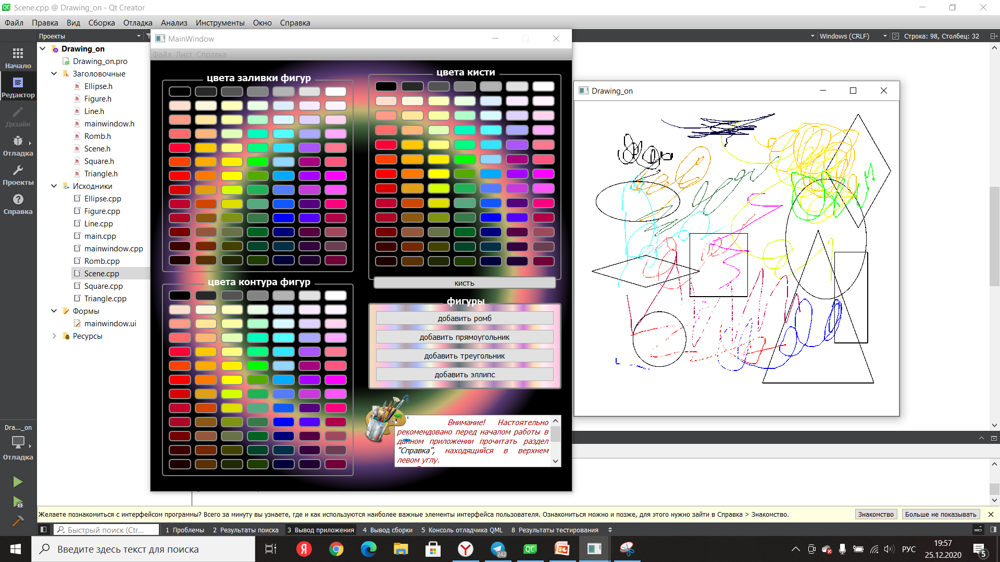 Scene.cpp @ Drawing_on - Qt Creator
Файл Правка Вид Сборка Отладка Анализ Инструменты Окно Справка
Проекты
Windows (CRLF)
Строка: 98, Столбец: 32
Начало
Редактор
Дизайн
Отладка
Проекты
Справка
Dra..._on
Отладка
Drawing_on
Drawing_on.pro
Заголовочные
Ellipse.h
Figure.h
Line.h
mainwindow.h
Romb.h
Scene.h
Square.h
Triangle.h
Исходники
Ellipse.cpp
Figure.cpp
Line.cpp
main.cpp
mainwindow.cpp
Romb.cpp
Scene.cpp
Square.cpp
Triangle.cpp
Формы
mainwindow.ui
Ресурсы
MainWindow
Файл Лист Справка
цвета заливки фигур
цвета контура фигур
цвета кисти
кисть
фигуры
добавить ромб
добавить прямоугольник
добавить треугольник
добавить эллипс
Внимание! Настоятельно
рекомендовано перед началом работы в
данном приложении прочитать раздел
"Справка", находящийся в верхнем
левом углу.
Drawing_on
Желаете познакомиться с интерфейсом программы? Всего за минуту вы узнаете, где и как используются наиболее важные элементы интерфейса пользователя. Ознакомиться можно и позже, для этого нужно зайти в Справка > Знакомство.
Знакомство
Больше не показывать
Быстрый поиск (Ctr...
1 Проблемы
2 Результаты поиска
3 Вывод приложения
4 Вывод сборки
5 Консоль отладчика QML
8 Результаты тестирования
Введите здесь текст для поиска
242
РУС
19:57
25.12.2020
5